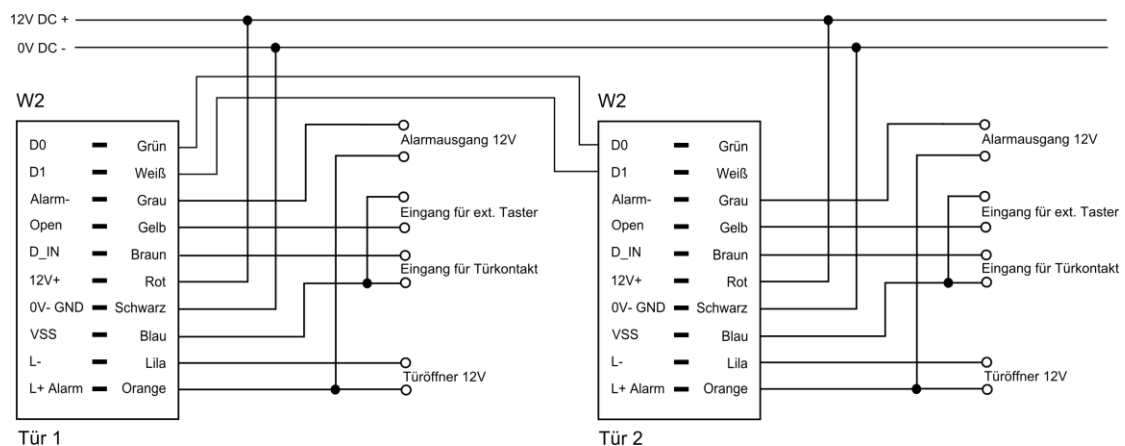 12V DC +
0V DC -
W2
D0 Grün
D1 Weiß
Alarm- Grau
Open Gelb
D_IN Braun
12V+ Rot
0V- GND Schwarz
VSS Blau
L- Lila
L+ Alarm Orange
Tür 1
Alarmausgang 12V
Eingang für ext. Taster
Eingang für Türkontakt
Türöffner 12V
W2
D0 Grün
D1 Weiß
Alarm- Grau
Open Gelb
D_IN Braun
12V+ Rot
0V- GND Schwarz
VSS Blau
L- Lila
L+ Alarm Orange
Tür 2
Alarmausgang 12V
Eingang für ext. Taster
Eingang für Türkontakt
Türöffner 12V